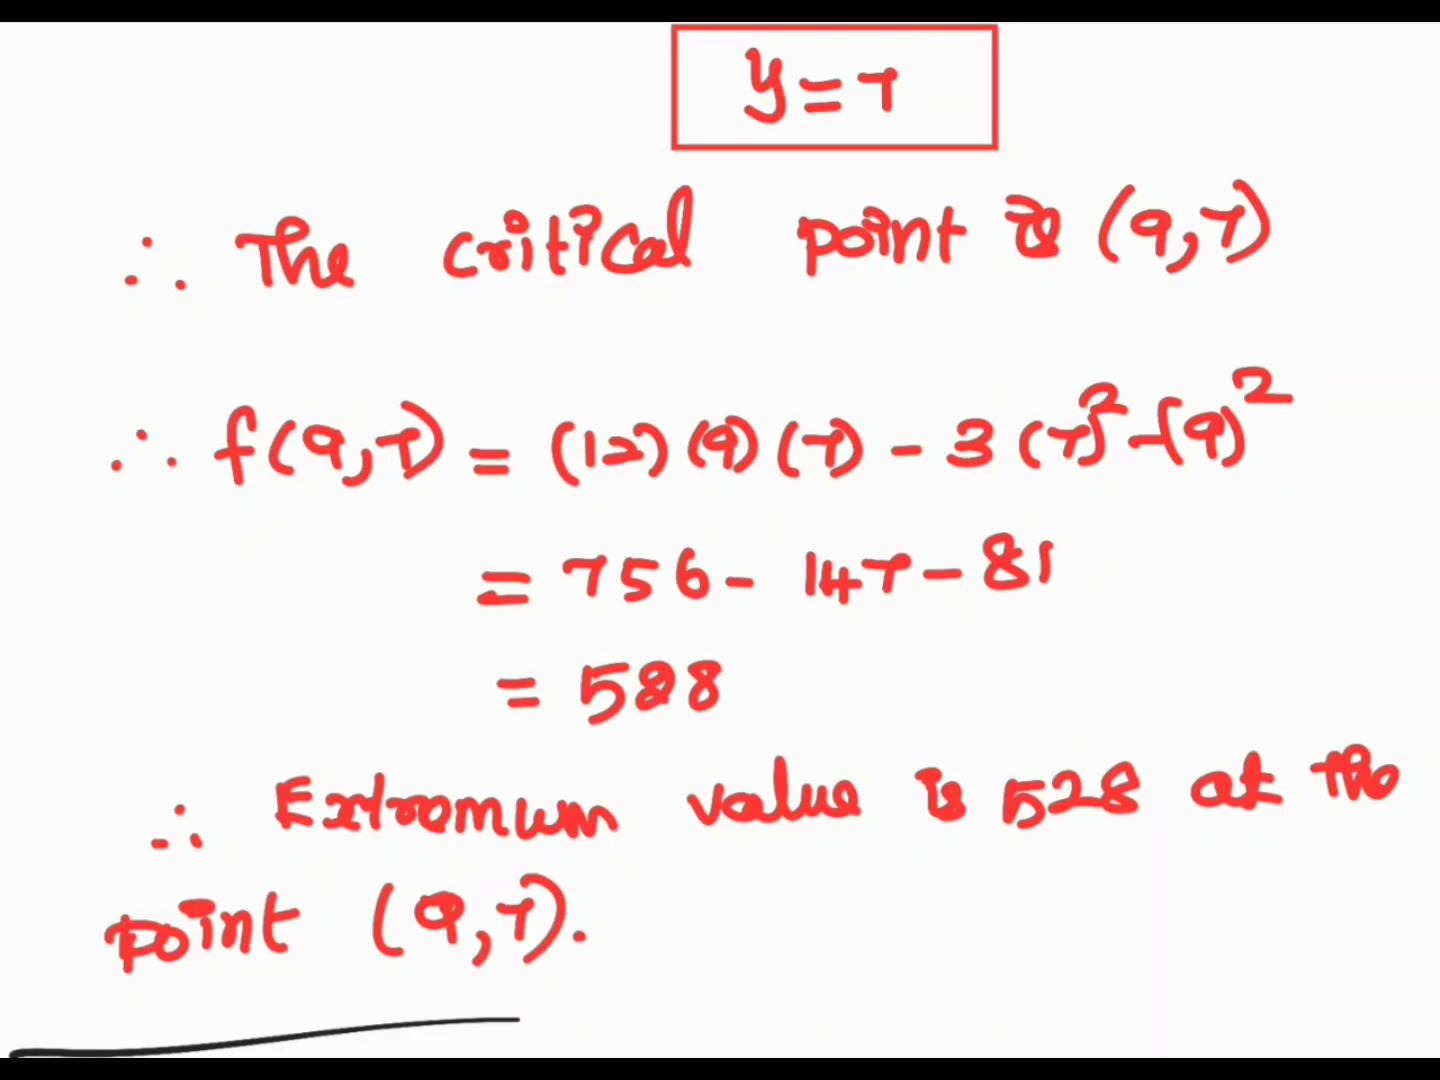 y = 7
∴ The critical point is (9,7)
∴ f(9,7) = (12) (9) (7) - 3 (7)² - (9)²
= 756 - 147 - 81
= 528
∴ Extremum value is 528 at the
point (9,7).